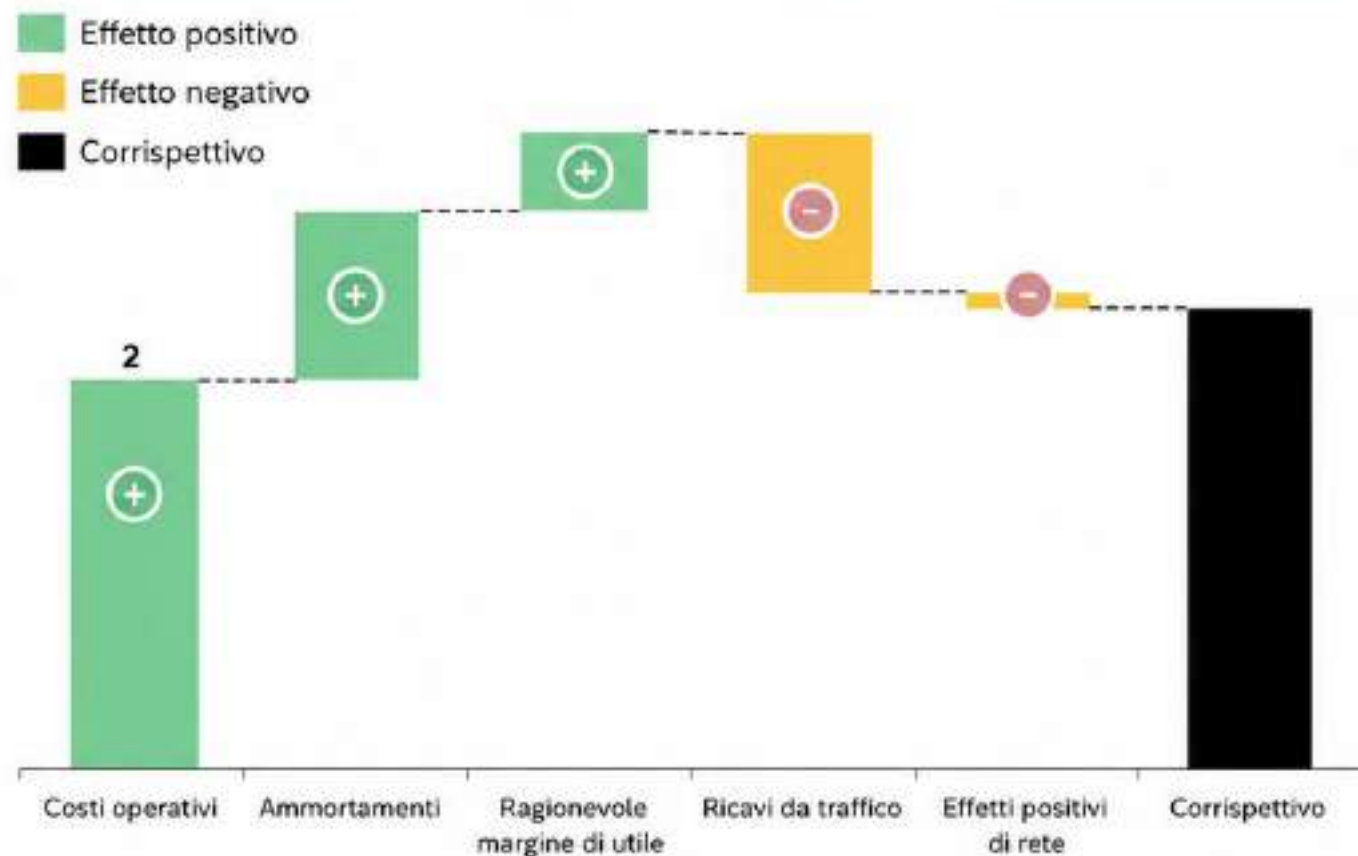 Effetto positivo
Effetto negativo
Corrispettivo
2
Costi operativi
Ammortamenti
Ragionevole
margine di utile
Ricavi da traffico
Effetti positivi
di rete
Corrispettivo